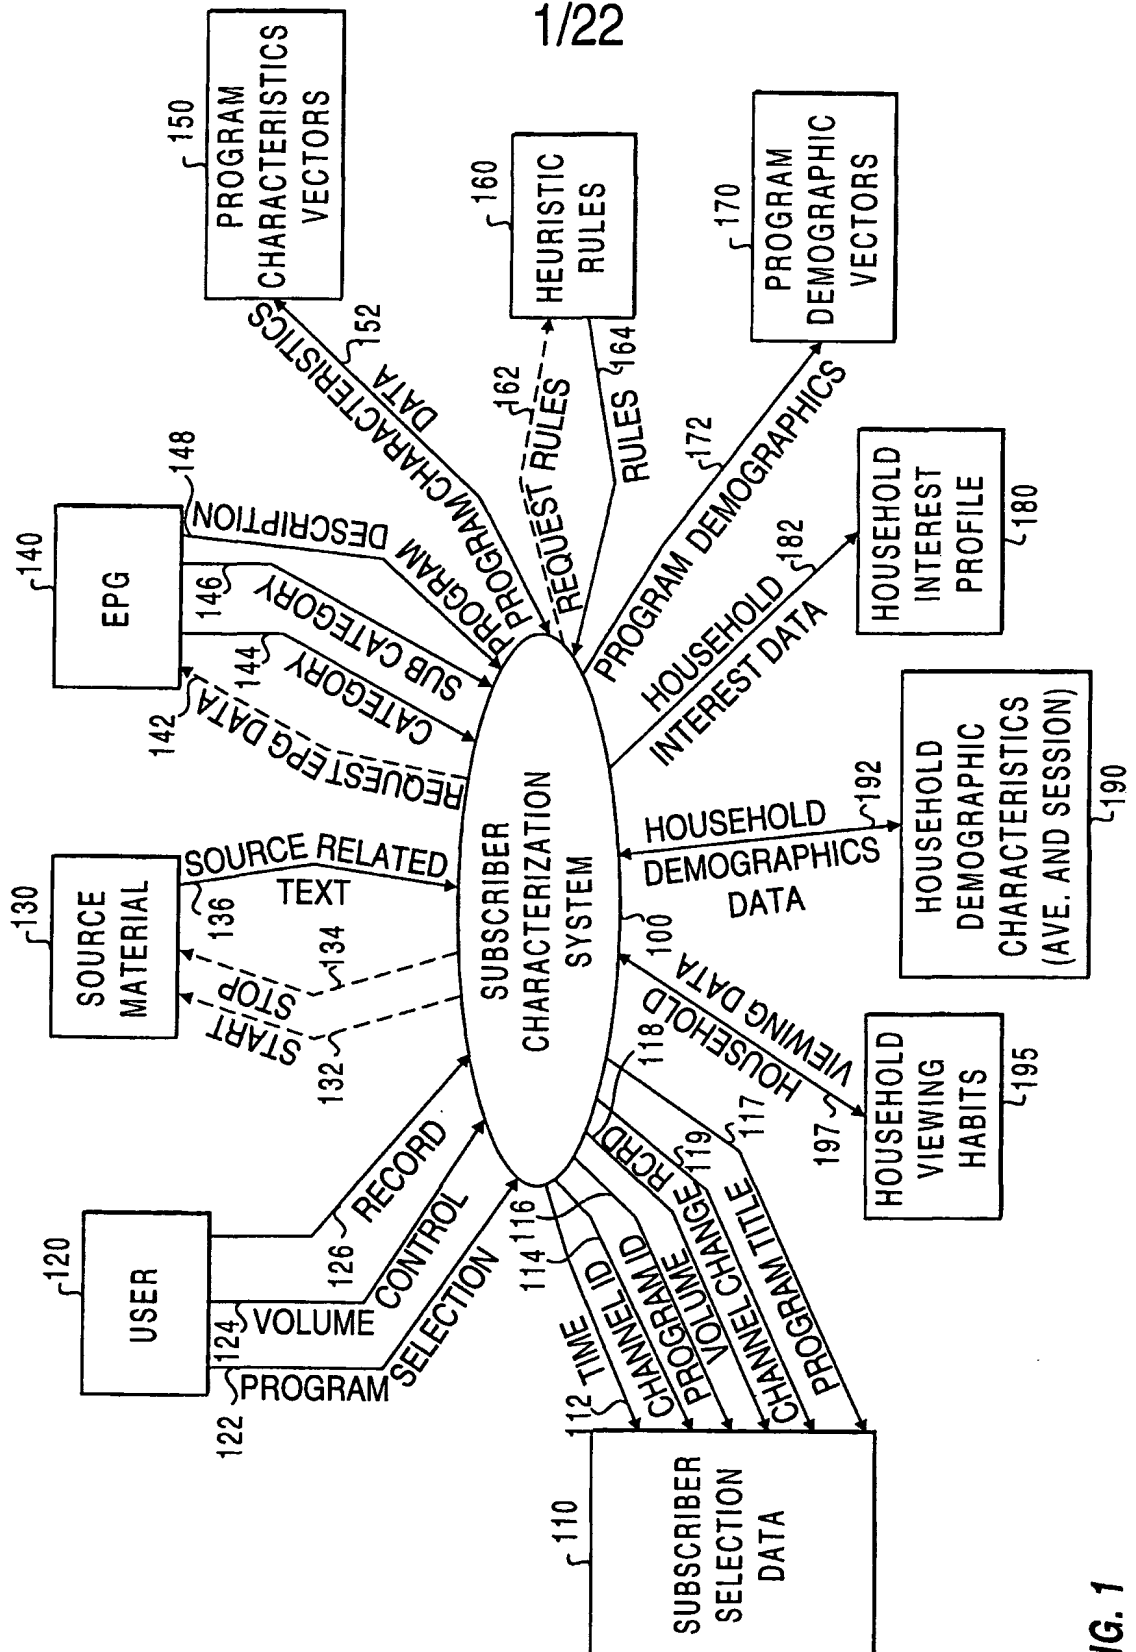 1/22
120
USER
122
PROGRAM
SELECTION
124
VOLUME
CONTROL
126
RECORD
130
SOURCE
MATERIAL
132
START
STOP
134
136
SOURCE RELATED
TEXT
140
EPG
142
REQUEST EPG DATA
144
CATEGORY
146
SUB CATEGORY
148
PROGRAM
DESCRIPTION
150
PROGRAM
CHARACTERISTICS
VECTORS
PROGRAM CHARACTERISTICS
DATA
152
160
HEURISTIC
RULES
162
REQUEST RULES
RULES
164
170
PROGRAM
DEMOGRAPHIC
VECTORS
172
PROGRAM DEMOGRAPHICS
SUBSCRIBER
CHARACTERIZATION
SYSTEM
100
HOUSEHOLD
INTEREST DATA
182
HOUSEHOLD
INTEREST
PROFILE
180
HOUSEHOLD
DEMOGRAPHICS
DATA
192
HOUSEHOLD
DEMOGRAPHIC
CHARACTERISTICS
(AVE. AND SESSION)
190
HOUSEHOLD
VIEWING DATA
197
HOUSEHOLD
VIEWING
HABITS
195
110
SUBSCRIBER
SELECTION
DATA
112
TIME
114
CHANNEL ID
116
PROGRAM ID
VOLUME
RCRD
118
CHANNEL CHANGE
119
PROGRAM TITLE
117
IG. 1